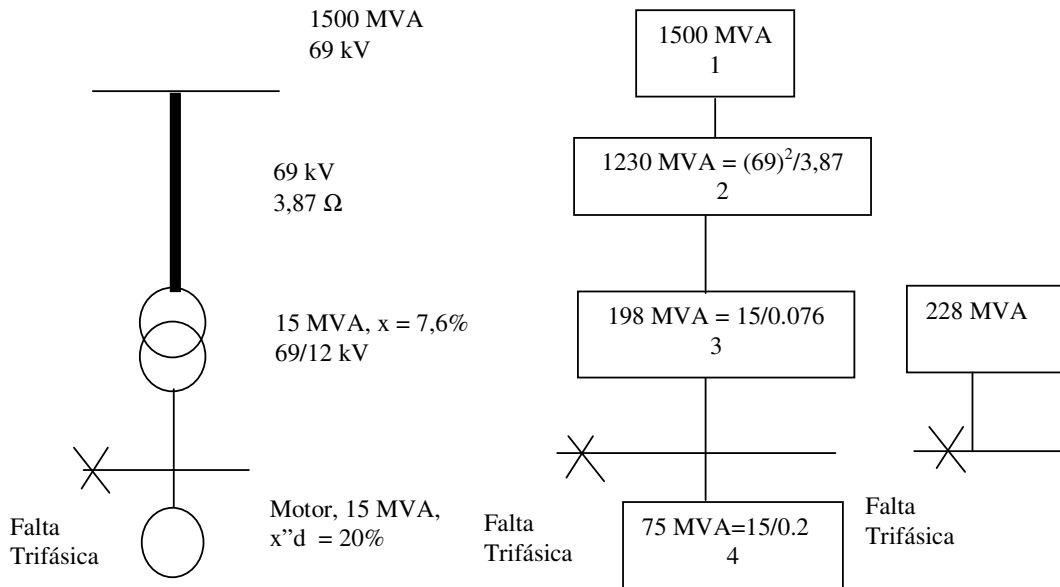 1500 MVA
69 kV
69 kV
3,87 Ω
15 MVA, x = 7,6%
69/12 kV
Falta
Trifásica
Motor, 15 MVA,
x”d = 20%
1500 MVA
1
1230 MVA = (69)²/3,87
2
198 MVA = 15/0.076
3
Falta
Trifásica
75 MVA=15/0.2
4
228 MVA
Falta
Trifásica